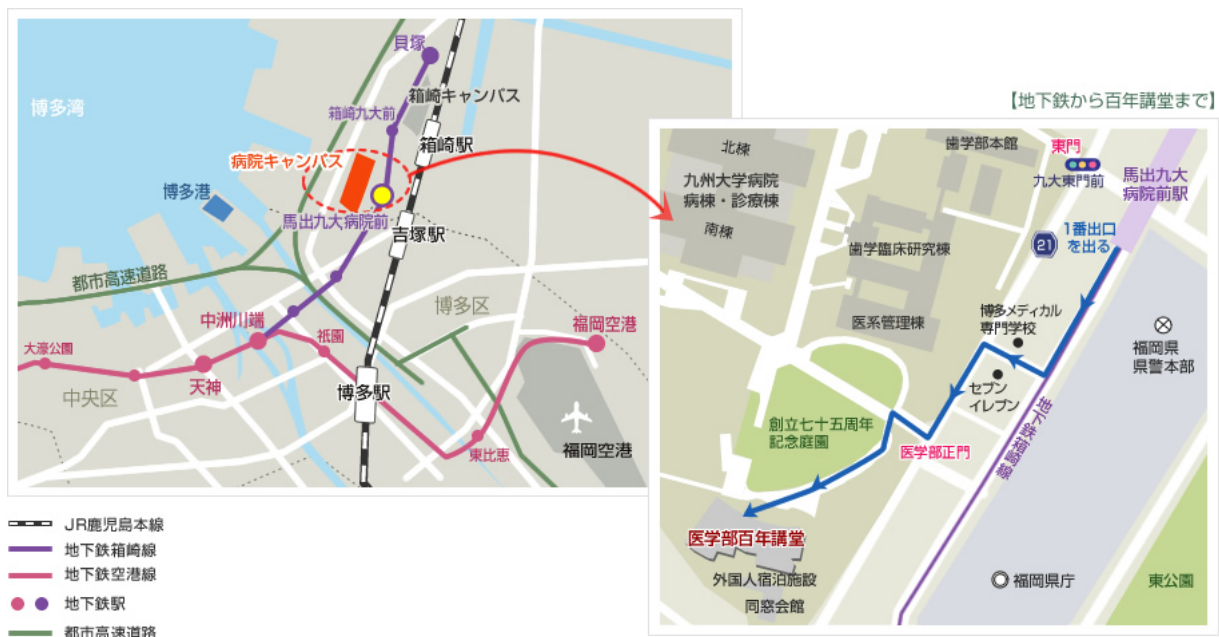 【地下鉄から百年講堂まで】
博多湾
貝塚
箱崎キャンパス
箱崎九大前
箱崎駅
病院キャンパス
博多港
馬出九大病院前
吉塚駅
都市高速道路
博多区
中洲川端
祇園
福岡空港
大濠公園
天神
中央区
博多駅
東比恵
福岡空港
JR鹿児島本線
地下鉄箱崎線
地下鉄空港線
地下鉄駅
都市高速道路
北棟
九州大学病院
病棟・診療棟
南棟
歯学部本館
東門
九大東門前
馬出九大
病院前駅
21
1番出口
を出る
歯学臨床研究棟
医系管理棟
博多メディカル
専門学校
セブン
イレブン
福岡県
県警本部
創立七十五周年
記念庭園
医学部正門
地下鉄箱崎線
医学部百年講堂
外国人宿泊施設
同窓会館
福岡県庁
東公園